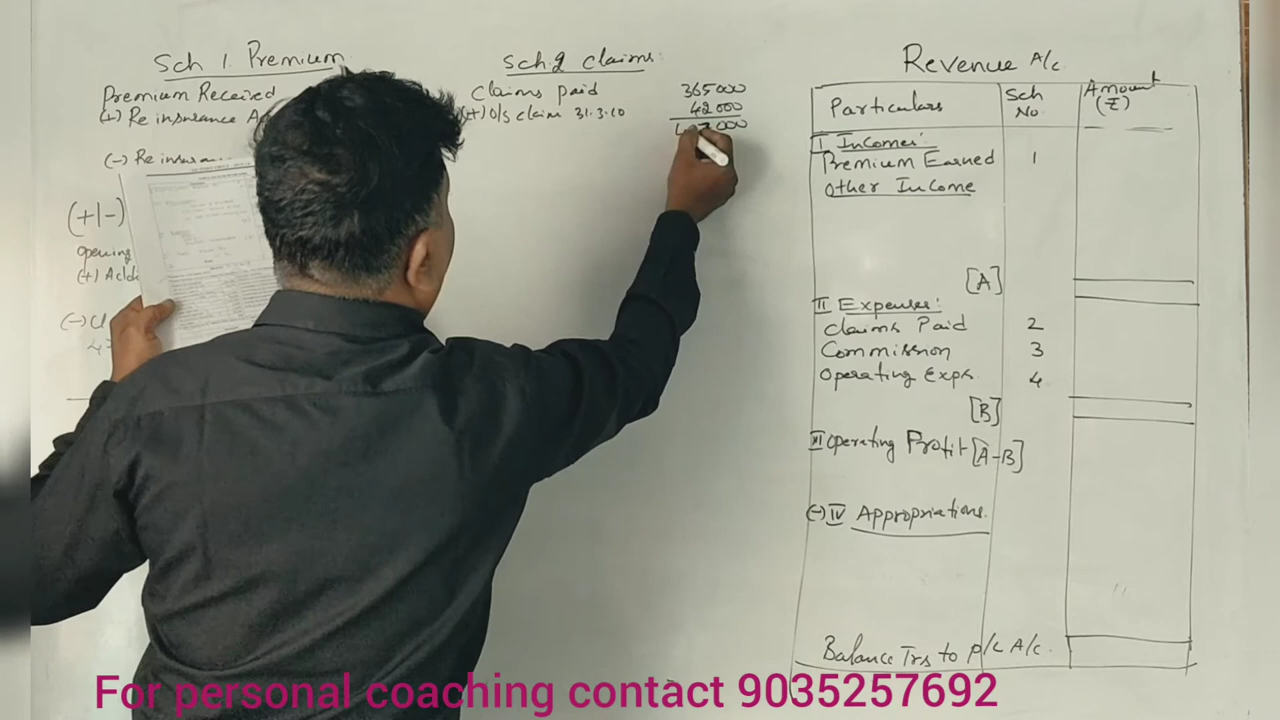 Sch 1. Premium
Premium Received
(+) Reinsurance
(-) Reinsuran
(+/-)
opening
(+) Add
Sch.2 Claims:
Claims Paid 365000
(+) O/s claim 31.3.10 42000
407000
Revenue A/c.
Particulars Sch No. Amount (₹)
I Incomes:
Premium Earned 1
Other Income
[A]
II Expenses:
Claims Paid 2
Commission 3
Operating Exps. 4
[B]
III Operating Profit [A-B]
(-) IV Appropriations.
Balance Trs to P/L A/c.
For personal coaching contact 9035257692